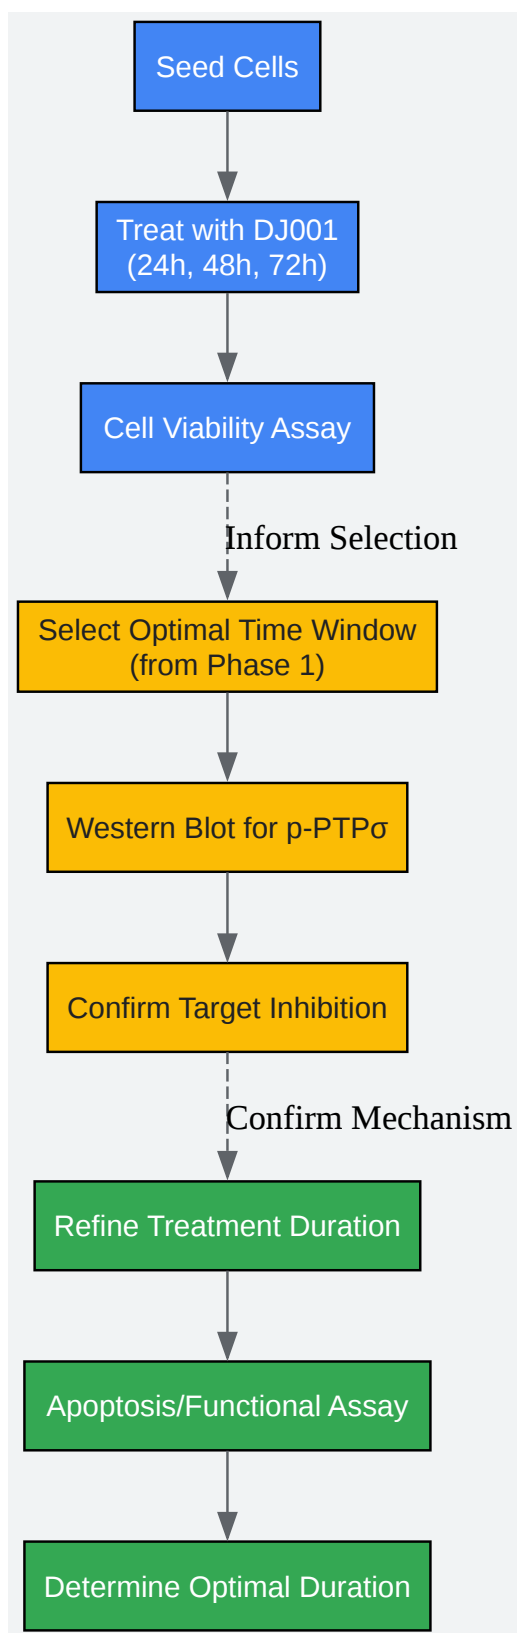 Seed Cells
Treat with DJ001
(24h, 48h, 72h)
Cell Viability Assay
Inform Selection
Select Optimal Time Window
(from Phase 1)
Western Blot for p-PTPσ
Confirm Target Inhibition
Confirm Mechanism
Refine Treatment Duration
Apoptosis/Functional Assay
Determine Optimal Duration